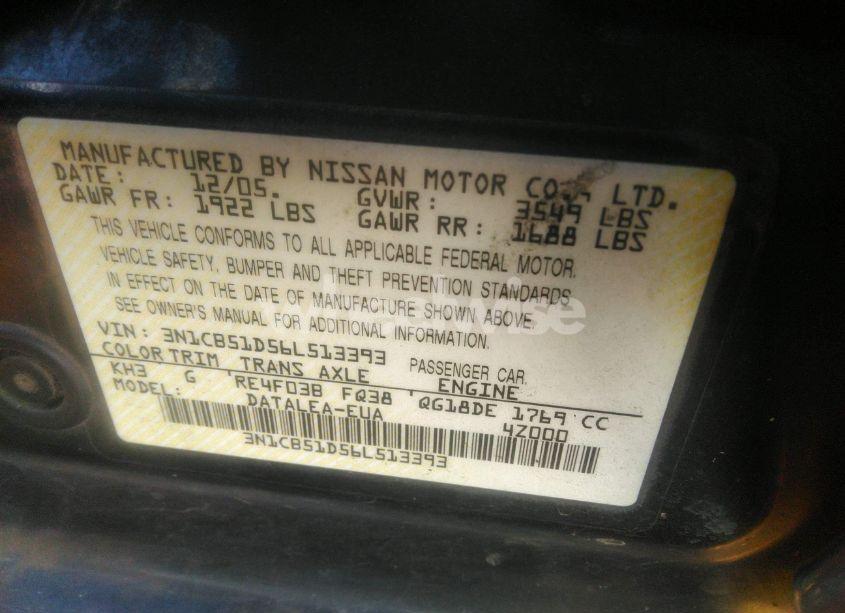 MANUFACTURED BY NISSAN MOTOR CO., LTD.
DATE: 12/05. GVWR: 3549 LBS
GAWR FR: 1922 LBS GAWR RR: 1688 LBS
THIS VEHICLE CONFORMS TO ALL APPLICABLE FEDERAL MOTOR
VEHICLE SAFETY, BUMPER AND THEFT PREVENTION STANDARDS
IN EFFECT ON THE DATE OF MANUFACTURE SHOWN ABOVE.
SEE OWNER'S MANUAL FOR ADDITIONAL INFORMATION.
VIN: 3N1CB51D56L513393 PASSENGER CAR
COLOR TRIM TRANS AXLE ENGINE
KH3 G RE4F03B FQ38 QG18DE 1769 CC
MODEL: DATALEA-EUA 4Z000
3N1CB51D56L513393